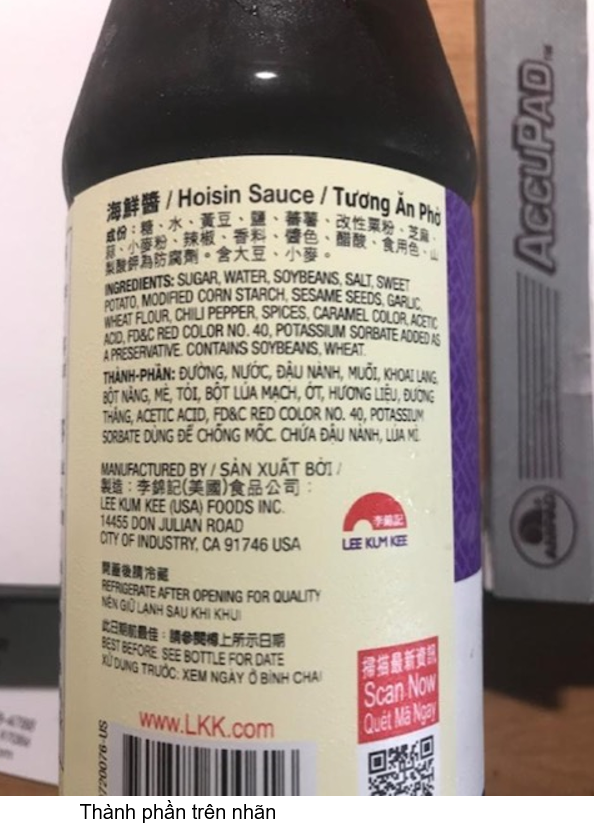 海鮮醬 / Hoisin Sauce / Tương Ăn Phở
成份：糖、水、黃豆、鹽、蕃薯、改性粟粉、芝麻、
蒜、小麥粉、辣椒、香料、醬色、醋酸、食用色、山
梨酸鉀為防腐劑。含大豆、小麥。
INGREDIENTS: SUGAR, WATER, SOYBEANS, SALT, SWEET
POTATO, MODIFIED CORN STARCH, SESAME SEEDS, GARLIC,
WHEAT FLOUR, CHILI PEPPER, SPICES, CARAMEL COLOR, ACETIC
ACID, FD&C RED COLOR NO. 40, POTASSIUM SORBATE ADDED AS
A PRESERVATIVE. CONTAINS SOYBEANS, WHEAT.
THÀNH-PHẦN: ĐƯỜNG, NƯỚC, ĐẬU NÀNH, MUỐI, KHOAI LANG,
BỘT NĂNG, MÈ, TỎI, BỘT LÚA MẠCH, ỚT, HƯƠNG LIỆU, ĐƯỜNG
THẮNG, ACETIC ACID, FD&C RED COLOR NO. 40, POTASSIUM
SORBATE DÙNG ĐỂ CHỐNG MỐC. CHỨA ĐẬU NÀNH, LÚA MÌ.
MANUFACTURED BY / SẢN XUẤT BỞI /
製造：李錦記(美國)食品公司：
LEE KUM KEE (USA) FOODS INC.
14455 DON JULIAN ROAD
CITY OF INDUSTRY, CA 91746 USA
李錦記
LEE KUM KEE
開蓋後請冷藏
REFRIGERATE AFTER OPENING FOR QUALITY
NÊN GIỮ LẠNH SAU KHI KHUI
此日期前最佳：請參閱樽上所示日期
BEST BEFORE: SEE BOTTLE FOR DATE
XỬ DỤNG TRƯỚC: XEM NGÀY Ở BÌNH CHAI
掃描最新資訊
Scan Now
Quét Mã Ngay
www.LKK.com
720076-US
ACCUPAD
Thành phần trên nhãn